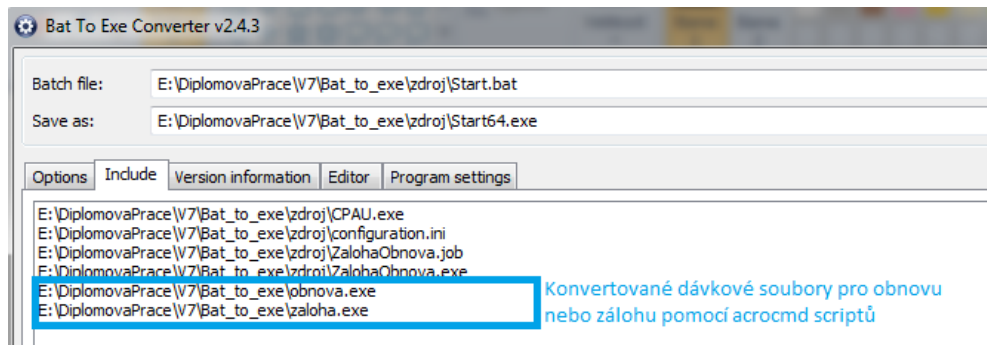 Bat To Exe Converter v2.4.3
Batch file: E:\DiplomovaPrace\V7\Bat_to_exe\zdroj\Start.bat
Save as: E:\DiplomovaPrace\V7\Bat_to_exe\zdroj\Start64.exe
Options Include Version information Editor Program settings
E:\DiplomovaPrace\V7\Bat_to_exe\zdroj\CPAU.exe
E:\DiplomovaPrace\V7\Bat_to_exe\zdroj\configuration.ini
E:\DiplomovaPrace\V7\Bat_to_exe\zdroj\ZalohaObnova.job
E:\DiplomovaPrace\V7\Bat_to_exe\zdroj\ZalohaObnova.exe
E:\DiplomovaPrace\V7\Bat_to_exe\obnova.exe
E:\DiplomovaPrace\V7\Bat_to_exe\zaloha.exe
Konvertované dávkové soubory pro obnovu
nebo zálohu pomocí acrocmd scriptů